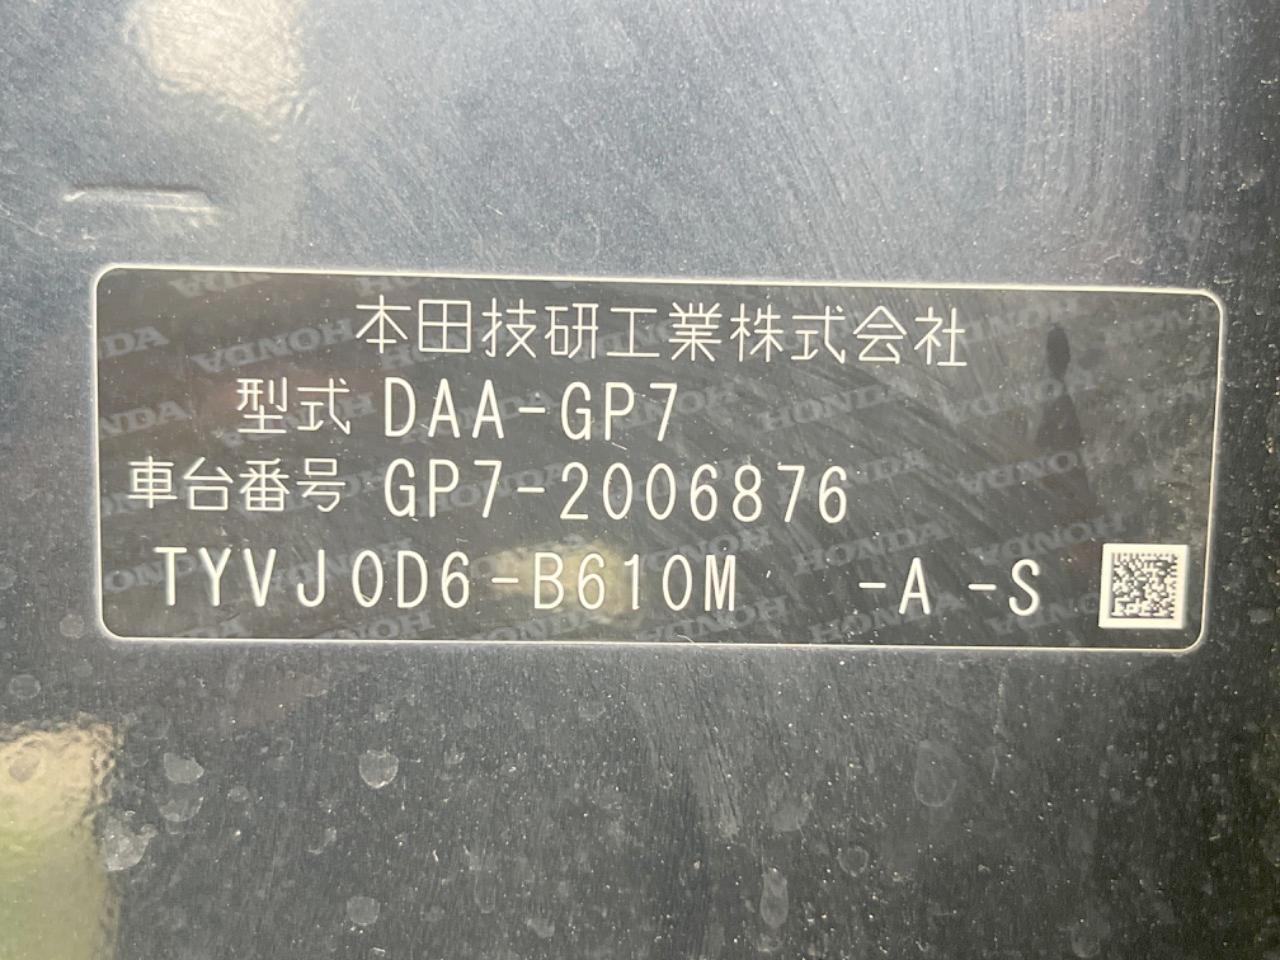 本田技研工業株式会社
型式 DAA-GP7
車台番号 GP7-2006876
TYVJ0D6-B610M -A -S